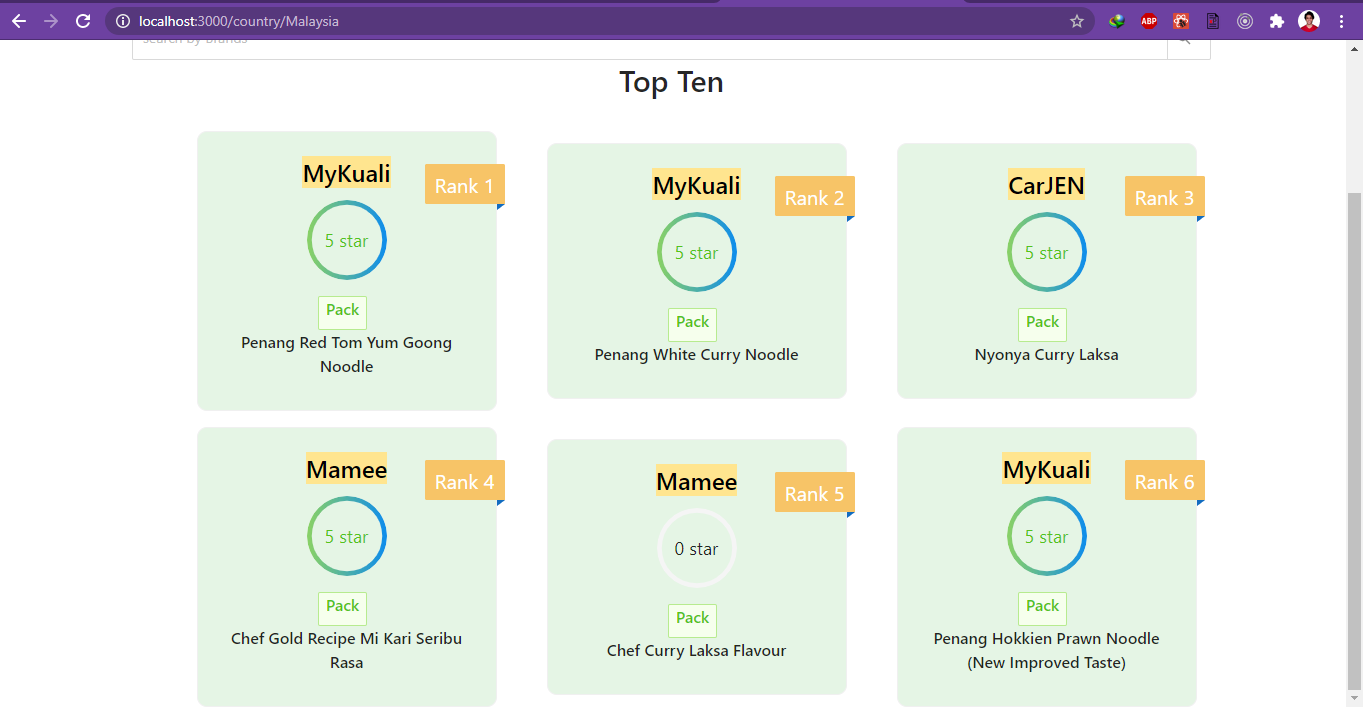 localhost:3000/country/Malaysia
ABP
search by brands
Top Ten
MyKuali
Rank 1
5 star
Pack
Penang Red Tom Yum Goong
Noodle
MyKuali
Rank 2
5 star
Pack
Penang White Curry Noodle
CarJEN
Rank 3
5 star
Pack
Nyonya Curry Laksa
Mamee
Rank 4
5 star
Pack
Chef Gold Recipe Mi Kari Seribu
Rasa
Mamee
Rank 5
0 star
Pack
Chef Curry Laksa Flavour
MyKuali
Rank 6
5 star
Pack
Penang Hokkien Prawn Noodle
(New Improved Taste)